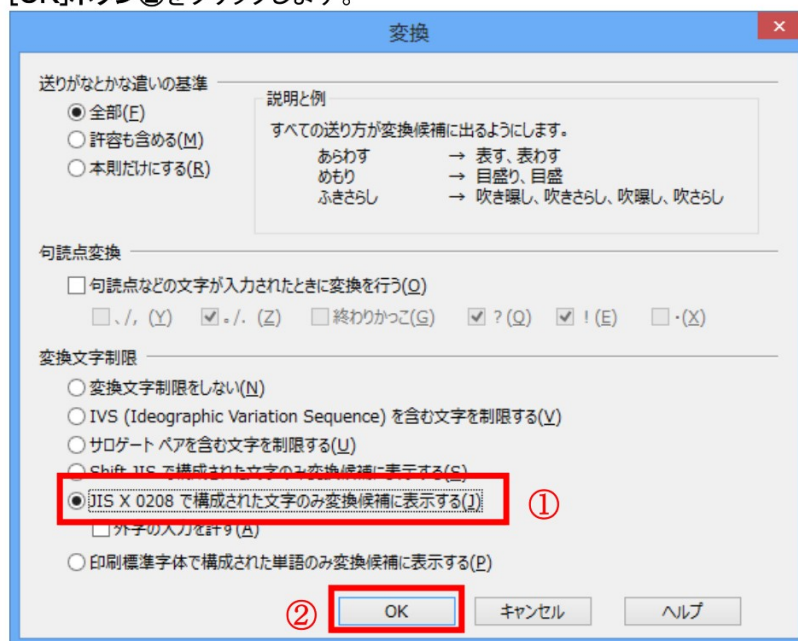 [OK]ボタン②をクリックします。
変換
送りがなとかな遣いの基準
全部(F)
許容も含める(M)
本則だけにする(R)
説明と例
すべての送り方が変換候補に出るようにします。
あらわす → 表す、表わす
めもり → 目盛り、目盛
ふきさらし → 吹き曝し、吹きさらし、吹曝し、吹さらし
句読点変換
句読点などの文字が入力されたときに変換を行う(O)
、/, (Y) 。/. (Z) 終わりかっこ(G) ? (Q) ! (E) ・(X)
変換文字制限
変換文字制限をしない(N)
IVS (Ideographic Variation Sequence) を含む文字を制限する(V)
サロゲート ペアを含む文字を制限する(U)
Shift JIS で構成された文字のみ変換候補に表示する(S)
JIS X 0208 で構成された文字のみ変換候補に表示する(J) ①
外字の入力を許す(A)
印刷標準字体で構成された単語のみ変換候補に表示する(P)
② OK キャンセル ヘルプ